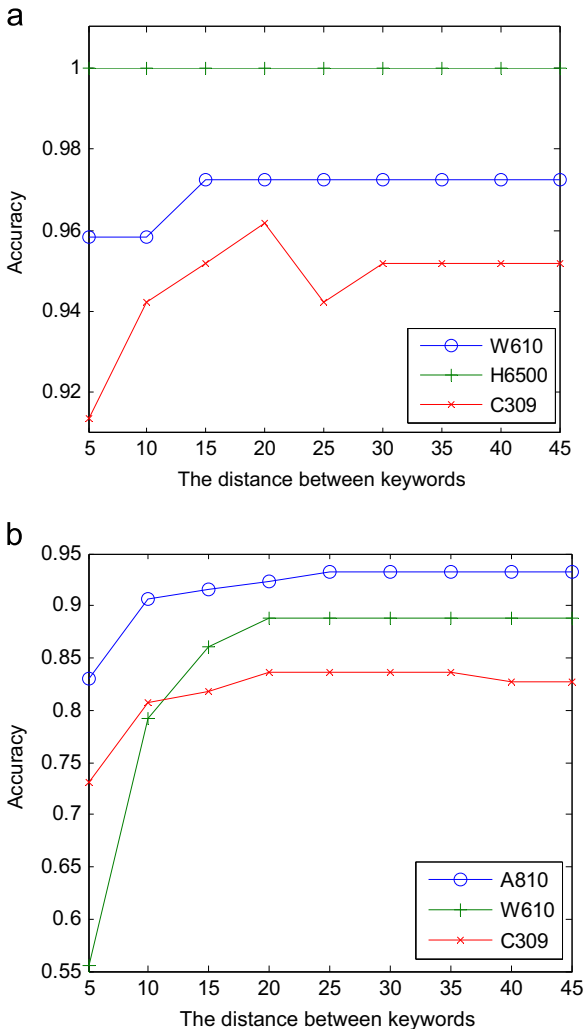 a
1
0.98
0.96
0.94
0.92
Accuracy
W610
H6500
C309
5 10 15 20 25 30 35 40 45
The distance between keywords
b
0.95
0.9
0.85
0.8
0.75
0.7
0.65
0.6
0.55
Accuracy
A810
W610
C309
5 10 15 20 25 30 35 40 45
The distance between keywords